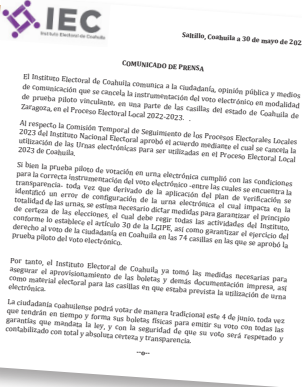 IEC
Instituto Electoral de Coahuila
Saltillo, Coahuila a 30 de mayo de 202
COMUNICADO DE PRENSA
El Instituto Electoral de Coahuila comunica a la ciudadanía, opinión pública y medios
de comunicación que se cancela la instrumentación del voto electrónico en modalidad
de prueba piloto vinculante, en una parte de las casillas del estado de Coahuila de
Zaragoza, en el Proceso Electoral Local 2022-2023. .
Al respecto la Comisión Temporal de Seguimiento de los Procesos Electorales Locales
2023 del Instituto Nacional Electoral aprobó el acuerdo mediante el cual se cancela la
utilización de las Urnas electrónicas para ser utilizadas en el Proceso Electoral Local
2023 de Coahuila.
Si bien la prueba piloto de votación en urna electrónica cumplió con las condiciones
para la correcta instrumentación del voto electrónico -entre las cuales se encuentra la
transparencia- toda vez que derivado de la aplicación del plan de verificación se
identificó un error de configuración de la urna electrónica el cual impacta en la
totalidad de las urnas, se estima necesario dictar medidas para garantizar el principio
de certeza de las elecciones, el cual debe regir todas las actividades del Instituto,
conforme lo establece el artículo 30 de la LGIPE, así como garantizar el ejercicio del
derecho al voto de la ciudadanía en Coahuila en las 74 casillas en las que se aprobó la
prueba piloto del voto electrónico.
Por tanto, el Instituto Electoral de Coahuila ya tomó las medidas necesarias para
asegurar el aprovisionamiento de las boletas y demás documentación impresa, así
como material electoral para las casillas en que estaba prevista la utilización de urna
electrónica.
La ciudadanía coahuilense podrá votar de manera tradicional este 4 de junio, toda vez
que tendrán en tiempo y forma sus boletas físicas para emitir su voto con todas las
garantías que mandata la ley, y con la seguridad de que su voto será respetado y
contabilizado con total y absoluta certeza y transparencia.
--o--